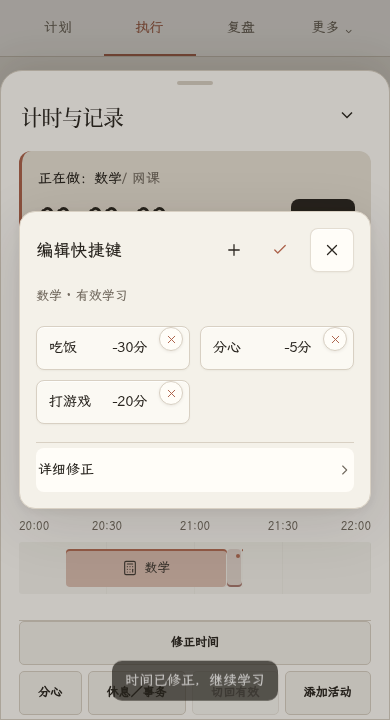 计划 执行 复盘 更多
计时与记录
正在做：数学/ 网课
编辑快捷键
数学・有效学习
吃饭 -30分 分心 -5分
打游戏 -20分
详细修正
20:00 20:30 21:00 21:30 22:00
数学
修正时间
时间已修正，继续学习
分心 休息／事务 切回有效 添加活动